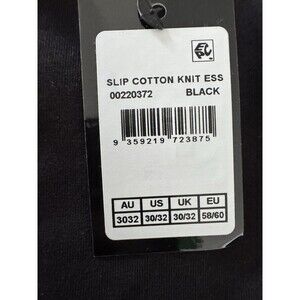 SLIP COTTON KNIT ESS
00220372 BLACK
9 359219 723875
AU US UK EU
3032 30/32 30/32 58/60